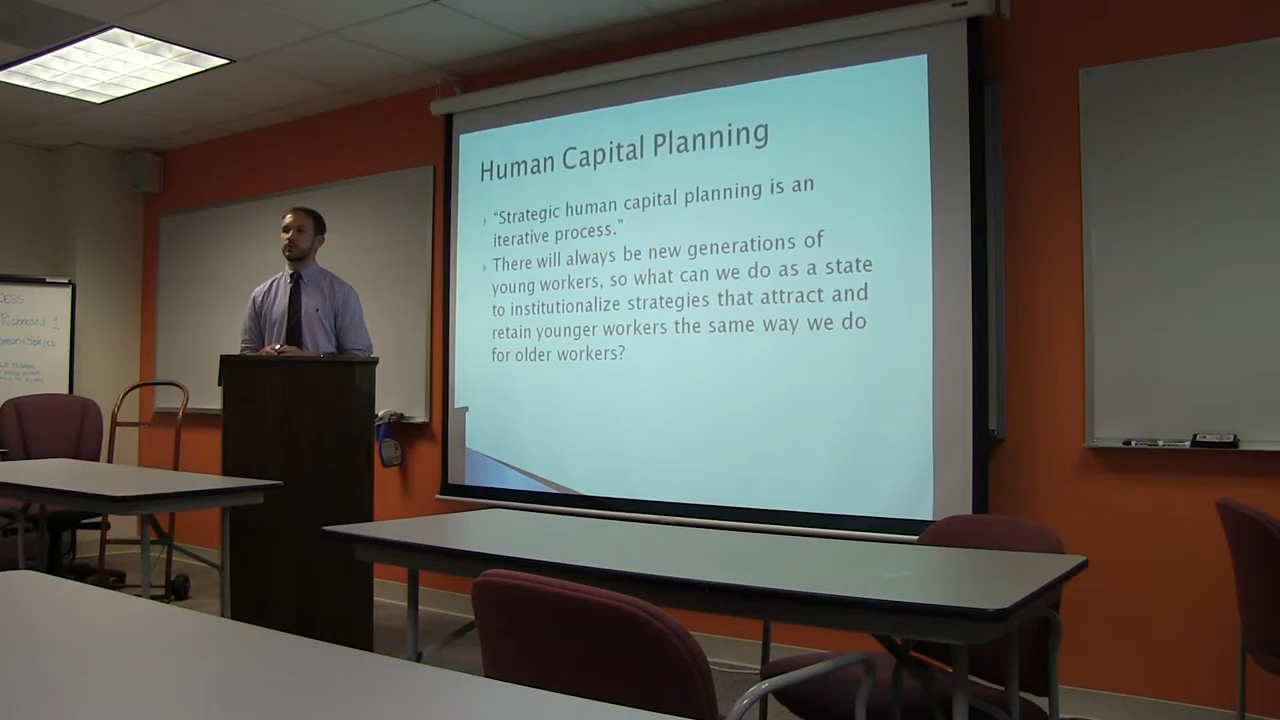 Human Capital Planning
“Strategic human capital planning is an
iterative process.”
There will always be new generations of
young workers, so what can we do as a state
to institutionalize strategies that attract and
retain younger workers the same way we do
for older workers?
Richmond 1